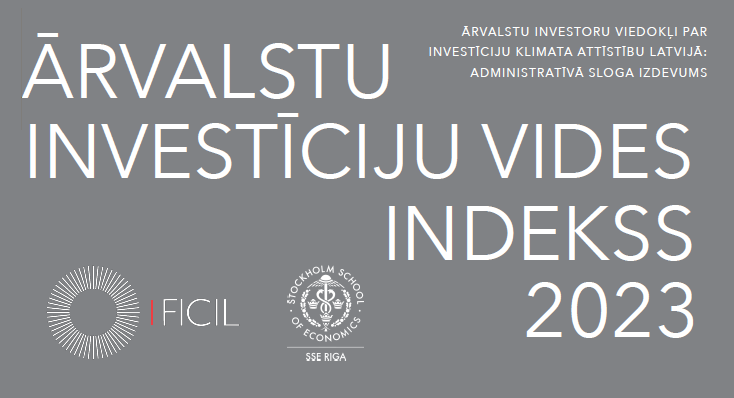 ĀRVALSTU INVESTORU VIEDOKĻI PAR
INVESTĪCIJU KLIMATA ATTĪSTĪBU LATVIJĀ:
ADMINISTRATĪVĀ SLOGA IZDEVUMS
ĀRVALSTU
INVESTĪCIJU VIDES
INDEKSS
2023
FICIL
STOCKHOLM SCHOOL
OF ECONOMICS
SSE RIGA